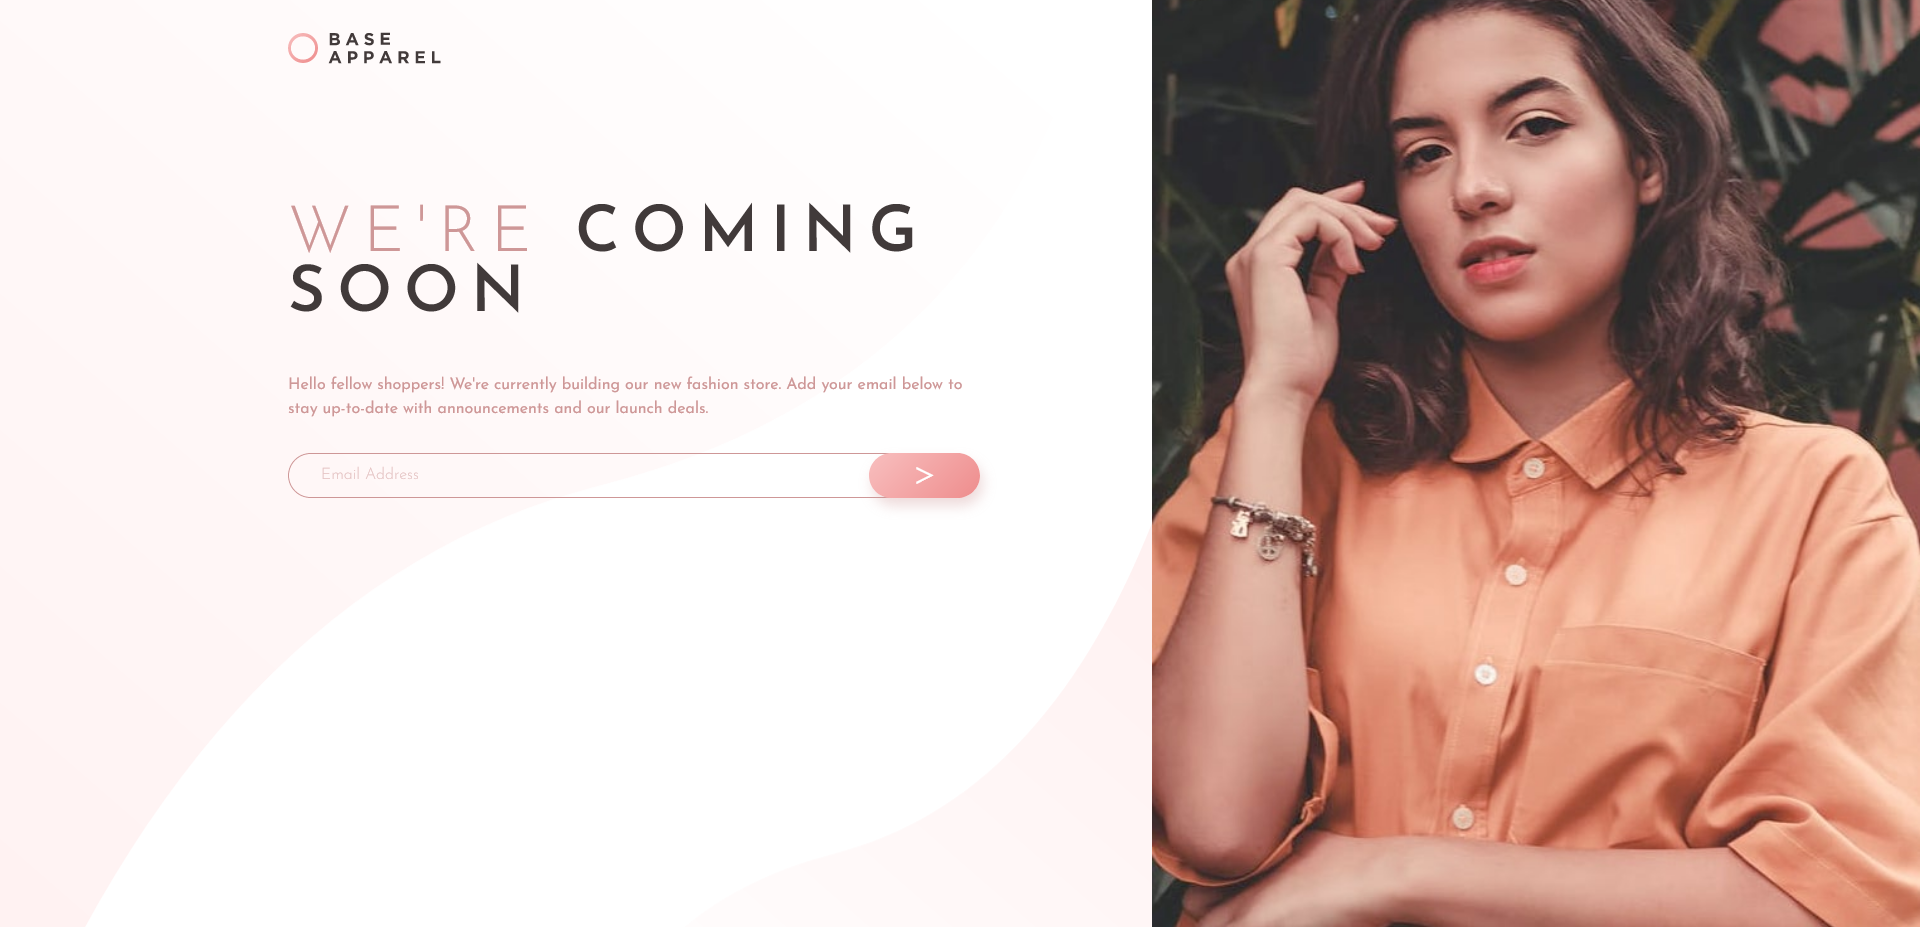 BASE
APPAREL
WE'RE COMING
SOON
Hello fellow shoppers! We're currently building our new fashion store. Add your email below to
stay up-to-date with announcements and our launch deals.
Email Address